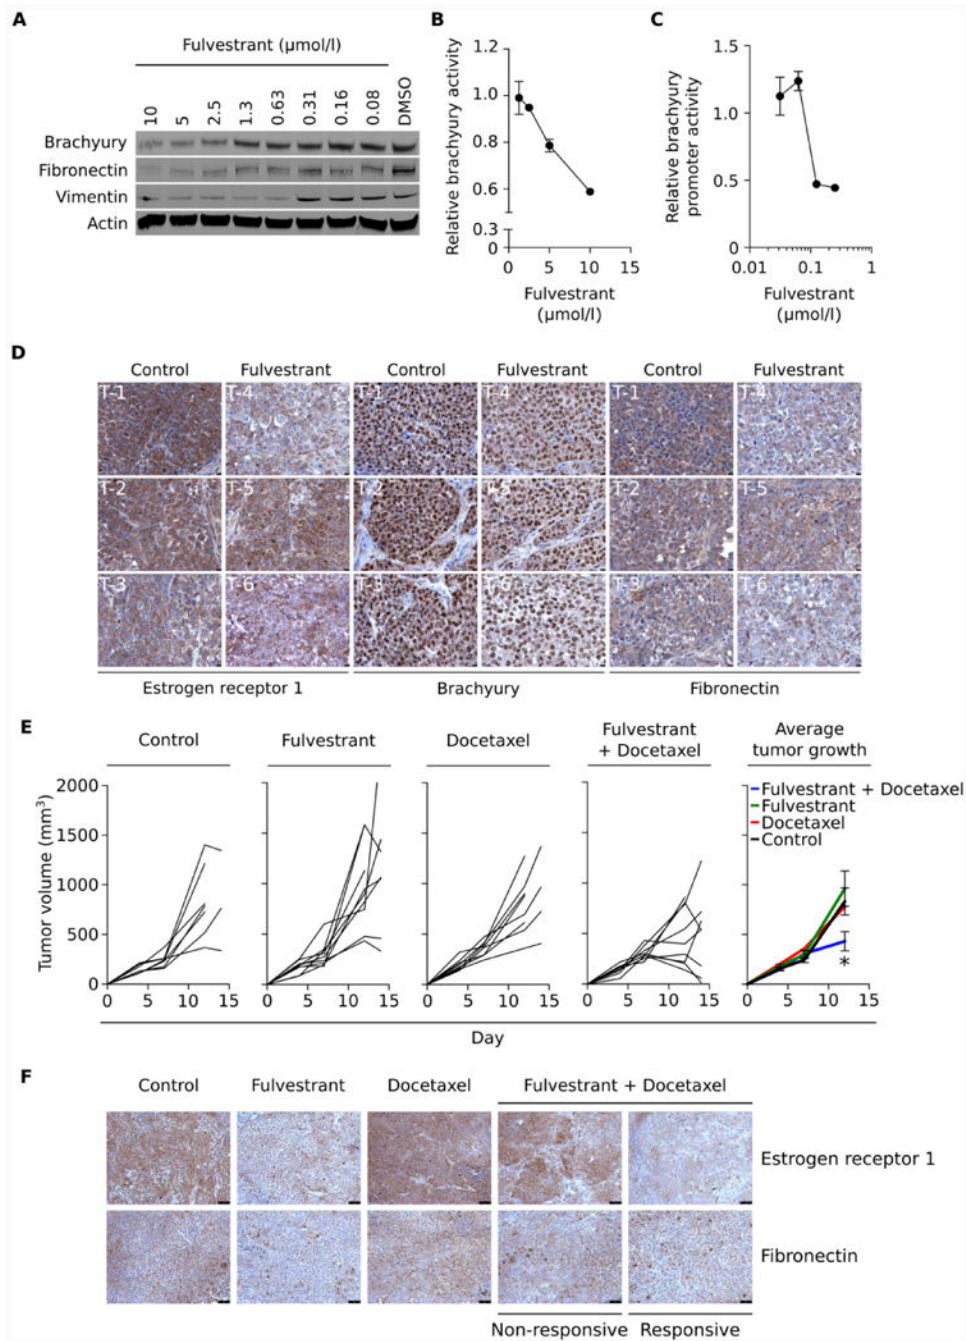 A
Fulvestrant (μmol/l)
10 5 2.5 1.3 0.63 0.31 0.16 0.08 DMSO
Brachyury
Fibronectin
Vimentin
Actin
B
Relative brachyury activity
1.2
1.0
0.8
0.6
0.3
0
0 5 10 15
Fulvestrant
(μmol/l)
C
Relative brachyury
promoter activity
1.5
1.0
0.5
0
0.01 0.1 1
Fulvestrant
(μmol/l)
D
Control Fulvestrant Control Fulvestrant Control Fulvestrant
T-1 T-4 T-1 T-4 T-1 T-4
T-2 T-5 T-2 T-5 T-2 T-5
T-3 T-6 T-3 T-6 T-3 T-6
Estrogen receptor 1 Brachyury Fibronectin
E
Control
Fulvestrant
Docetaxel
Fulvestrant
+ Docetaxel
Average
tumor growth
Tumor volume (mm³)
2000
1500
1000
500
0
Fulvestrant + Docetaxel
Fulvestrant
Docetaxel
Control
*
0 5 10 15 0 5 10 15 0 5 10 15 0 5 10 15 0 5 10 15
Day
F
Control Fulvestrant Docetaxel Fulvestrant + Docetaxel
Estrogen receptor 1
Fibronectin
Non-responsive Responsive